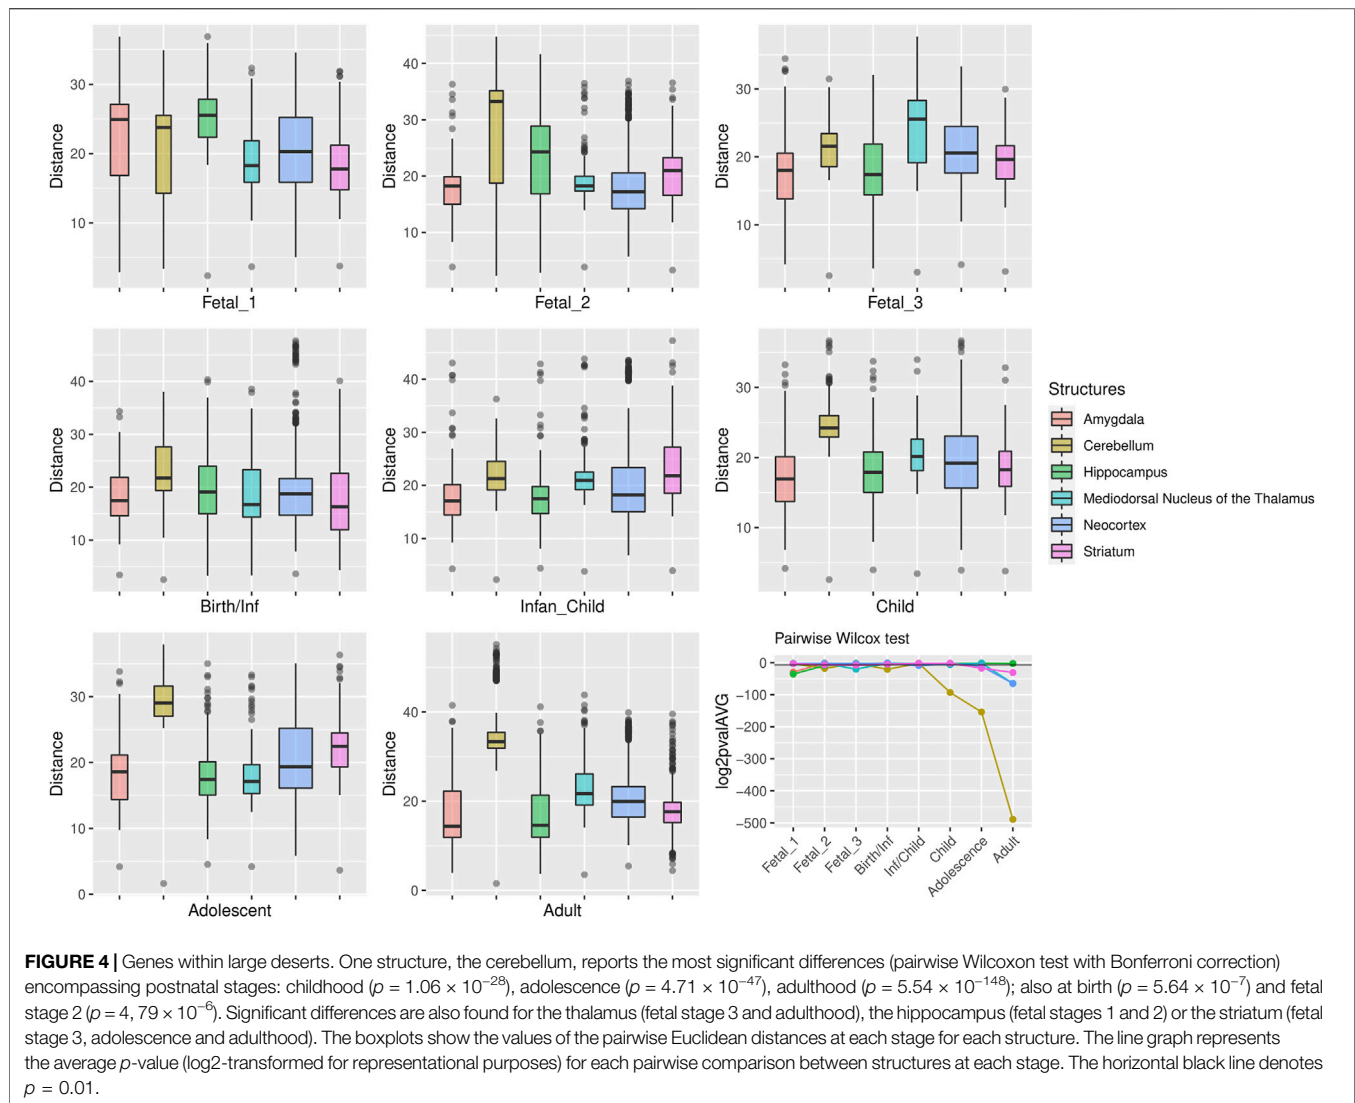 Distance
30
20
10
Fetal_1
Distance
40
30
20
10
Fetal_2
Distance
30
20
10
Fetal_3
Distance
40
30
20
10
Birth/Inf
Distance
40
30
20
10
Infan_Child
Distance
30
20
10
Child
Structures
Amygdala
Cerebellum
Hippocampus
Mediodorsal Nucleus of the Thalamus
Neocortex
Striatum
Distance
30
20
10
0
Adolescent
Distance
40
20
0
Adult
Pairwise Wilcox test
log2pvalAVG
0
−100
−200
−300
−400
−500
Fetal_1
Fetal_2
Fetal_3
Birth/Inf
Inf/Child
Child
Adolescence
Adult
FIGURE 4 | Genes within large deserts. One structure, the cerebellum, reports the most significant differences (pairwise Wilcoxon test with Bonferroni correction)
encompassing postnatal stages: childhood (p = 1.06 × 10⁻²⁸), adolescence (p = 4.71 × 10⁻⁴⁷), adulthood (p = 5.54 × 10⁻¹⁴⁸); also at birth (p = 5.64 × 10⁻⁷) and fetal
stage 2 (p = 4, 79 × 10⁻⁶). Significant differences are also found for the thalamus (fetal stage 3 and adulthood), the hippocampus (fetal stages 1 and 2) or the striatum (fetal
stage 3, adolescence and adulthood). The boxplots show the values of the pairwise Euclidean distances at each stage for each structure. The line graph represents
the average p-value (log2-transformed for representational purposes) for each pairwise comparison between structures at each stage. The horizontal black line denotes
p = 0.01.